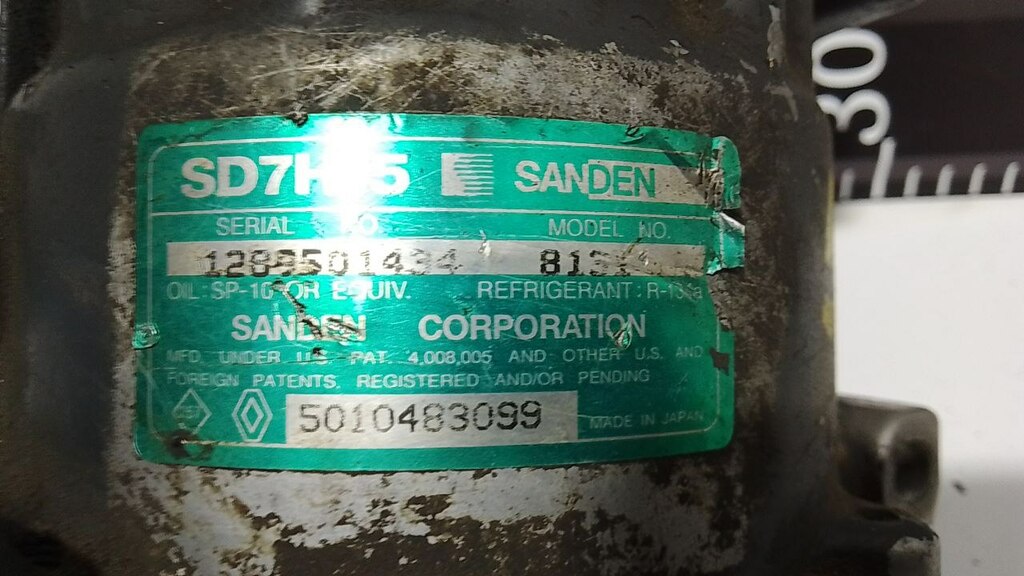 SANDEN
SERIAL MODEL NO.
OIL: SP-10 OR EQUIV. REFRIGERANT: R-134a
SANDEN CORPORATION
MFD. UNDER U.S. PAT. 4,008,005 AND OTHER U.S. AND
FOREIGN PATENTS, REGISTERED AND/OR PENDING
5010483099 MADE IN JAPAN
30